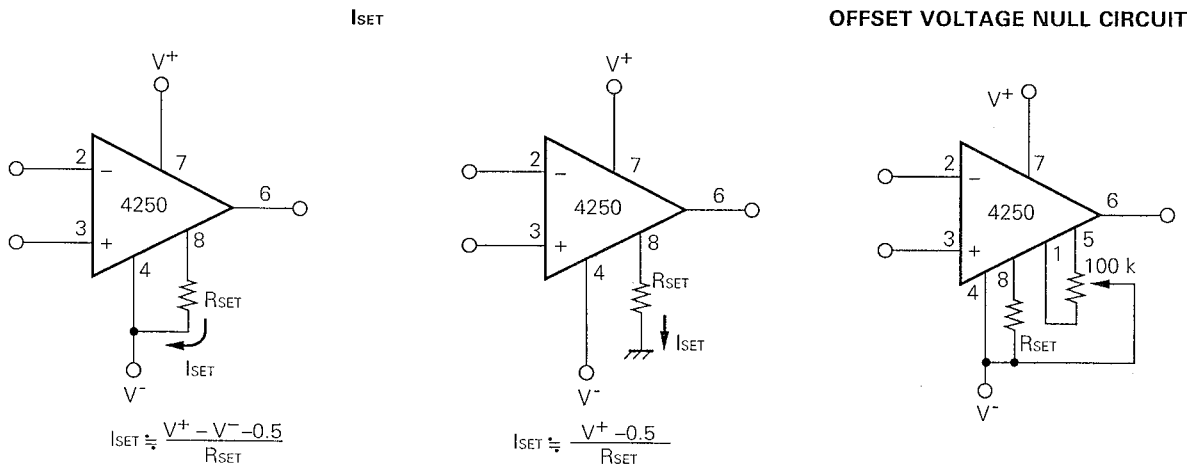 ISET
OFFSET VOLTAGE NULL CIRCUIT
V+
2
−
7
4250
6
3
+
8
4
RSET
ISET
V-
ISET ≒ V+ − V- −0.5 / RSET
V+
2
−
7
4250
6
3
+
8
4
RSET
ISET
ISET ≒ V+ −0.5 / RSET
V-
V+
2
−
7
4250
6
3
+
5
1
100 k
8
4
RSET
V-